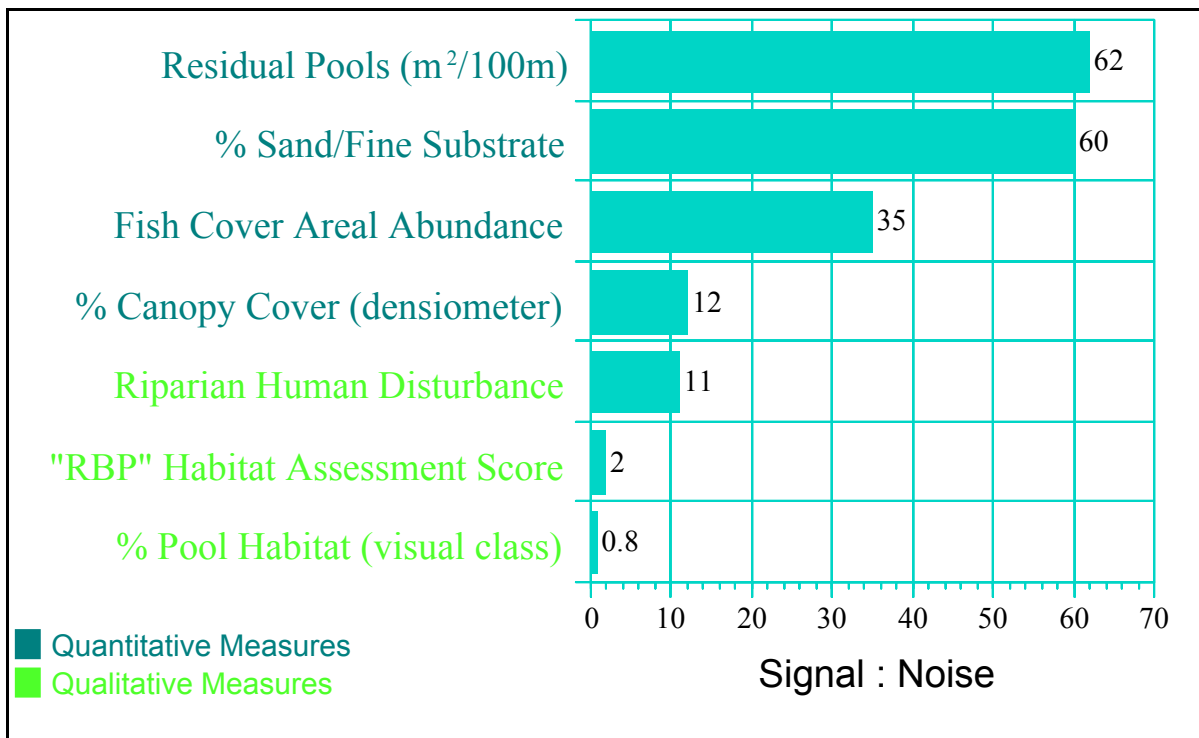 Residual Pools (m²/100m)
62
% Sand/Fine Substrate
60
Fish Cover Areal Abundance
35
% Canopy Cover (densiometer)
12
Riparian Human Disturbance
11
"RBP" Habitat Assessment Score
2
% Pool Habitat (visual class)
0.8
0 10 20 30 40 50 60 70
Signal : Noise
Quantitative Measures
Qualitative Measures